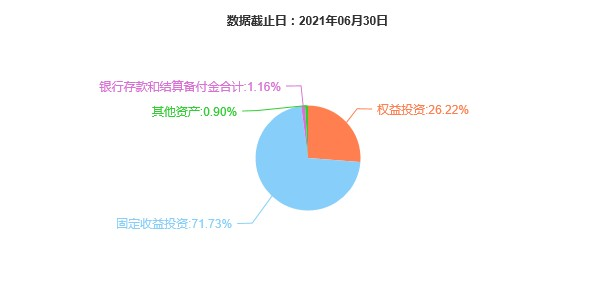 数据截止日：2021年06月30日
银行存款和结算备付金合计:1.16%
其他资产:0.90%
权益投资:26.22%
固定收益投资:71.73%